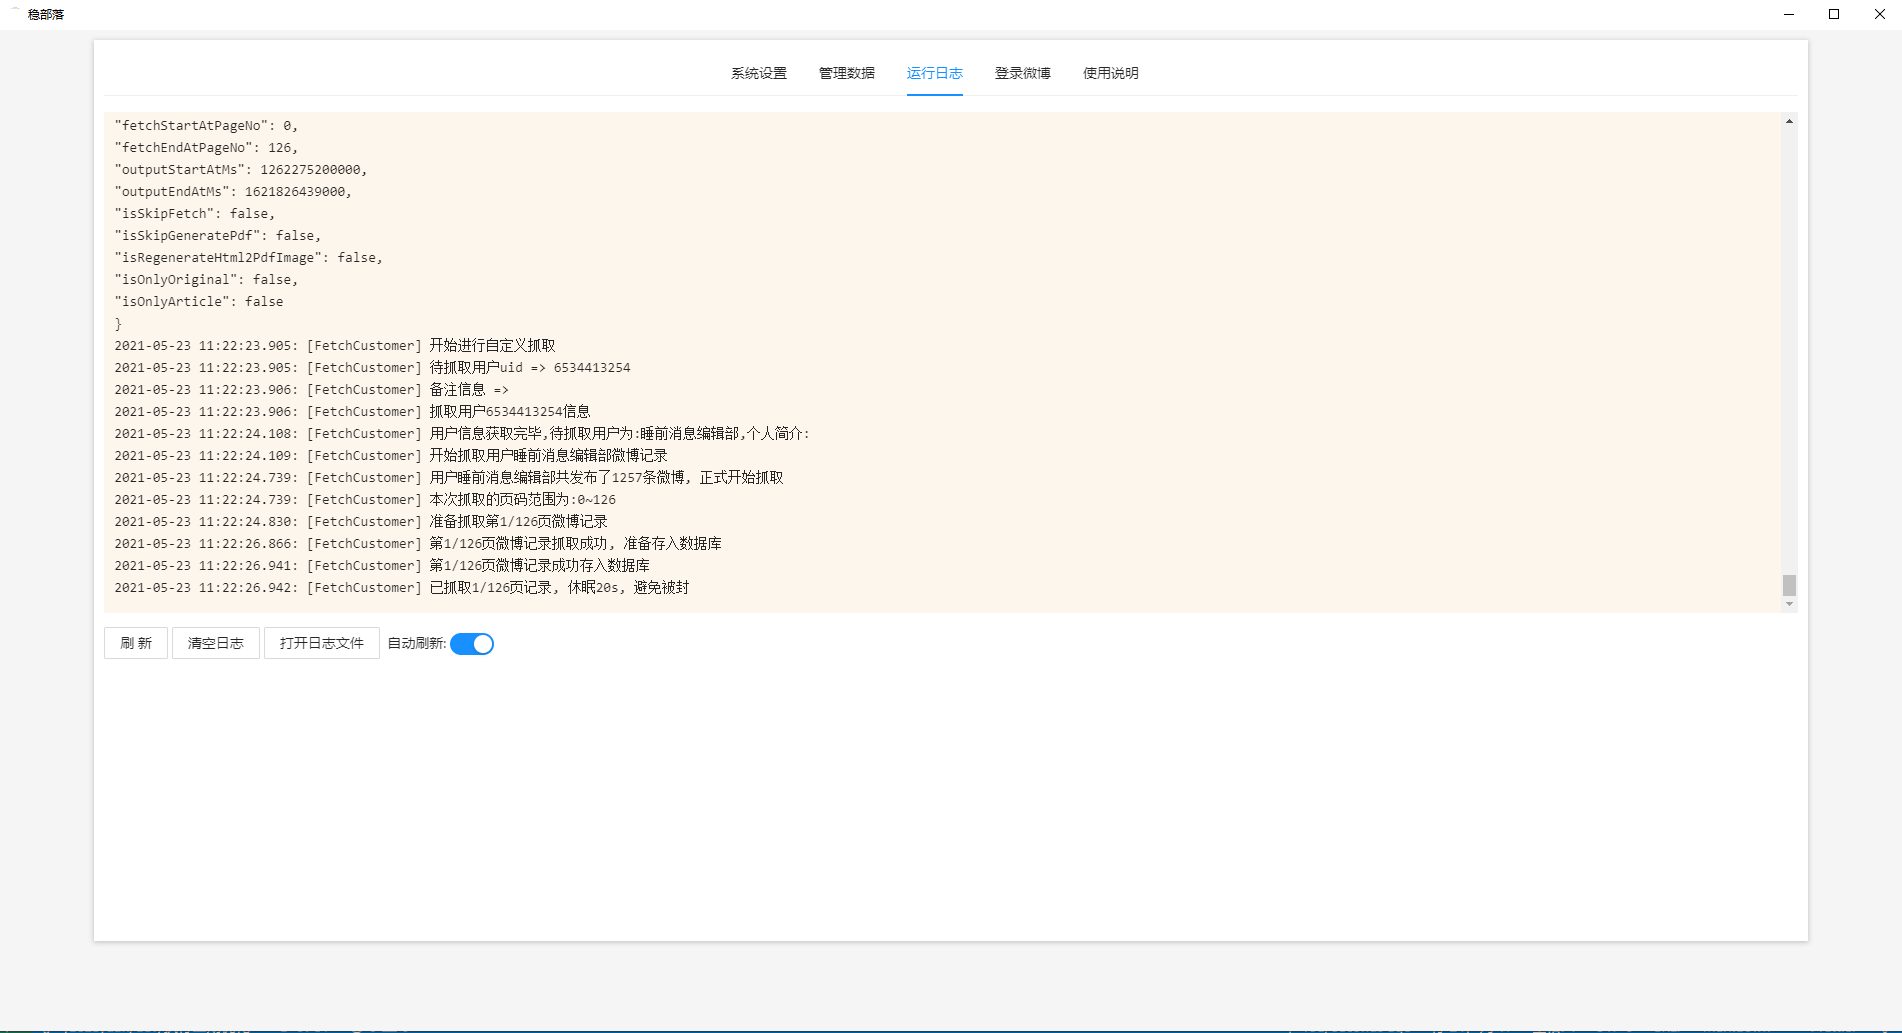 稳部落
系统设置 管理数据 运行日志 登录微博 使用说明
"fetchStartAtPageNo": 0,
"fetchEndAtPageNo": 126,
"outputStartAtMs": 1262275200000,
"outputEndAtMs": 1621826439000,
"isSkipFetch": false,
"isSkipGeneratePdf": false,
"isRegenerateHtml2PdfImage": false,
"isOnlyOriginal": false,
"isOnlyArticle": false
}
2021-05-23 11:22:23.905: [FetchCustomer] 开始进行自定义抓取
2021-05-23 11:22:23.905: [FetchCustomer] 待抓取用户uid => 6534413254
2021-05-23 11:22:23.906: [FetchCustomer] 备注信息 =>
2021-05-23 11:22:23.906: [FetchCustomer] 抓取用户6534413254信息
2021-05-23 11:22:24.108: [FetchCustomer] 用户信息获取完毕,待抓取用户为:睡前消息编辑部,个人简介:
2021-05-23 11:22:24.109: [FetchCustomer] 开始抓取用户睡前消息编辑部微博记录
2021-05-23 11:22:24.739: [FetchCustomer] 用户睡前消息编辑部共发布了1257条微博, 正式开始抓取
2021-05-23 11:22:24.739: [FetchCustomer] 本次抓取的页码范围为:0~126
2021-05-23 11:22:24.830: [FetchCustomer] 准备抓取第1/126页微博记录
2021-05-23 11:22:26.866: [FetchCustomer] 第1/126页微博记录抓取成功, 准备存入数据库
2021-05-23 11:22:26.941: [FetchCustomer] 第1/126页微博记录成功存入数据库
2021-05-23 11:22:26.942: [FetchCustomer] 已抓取1/126页记录, 休眠20s, 避免被封
刷 新 清空日志 打开日志文件 自动刷新: